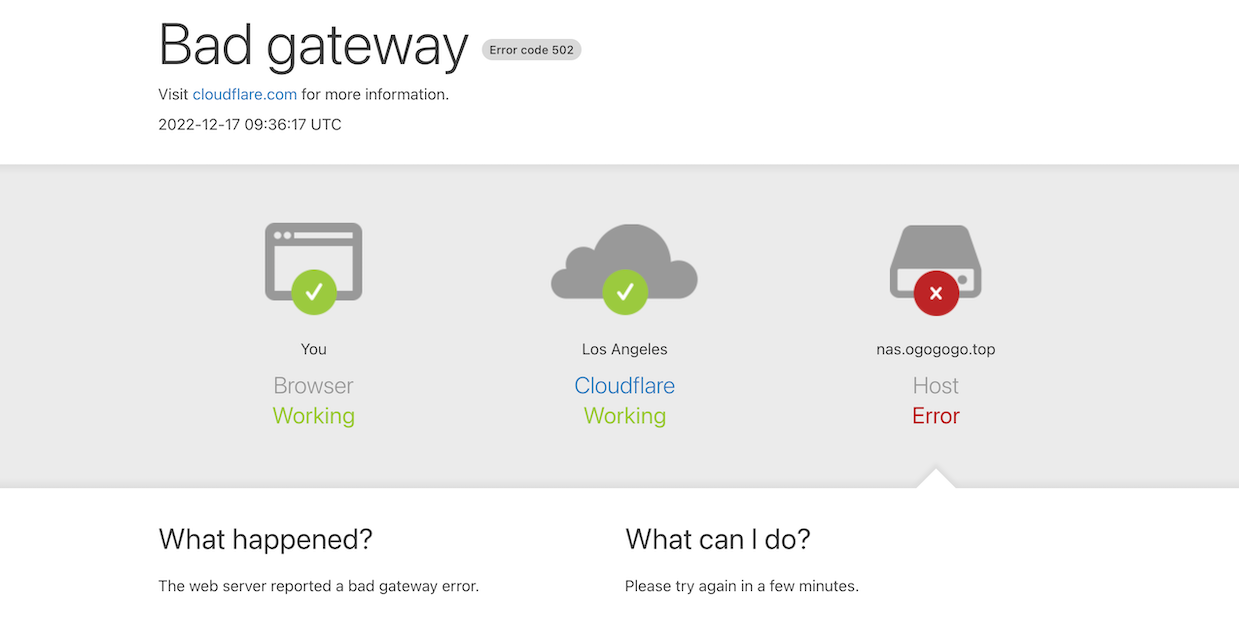 Bad gateway Error code 502
Visit cloudflare.com for more information.
2022-12-17 09:36:17 UTC
You
Browser
Working
Los Angeles
Cloudflare
Working
nas.ogogogo.top
Host
Error
What happened?
The web server reported a bad gateway error.
What can I do?
Please try again in a few minutes.